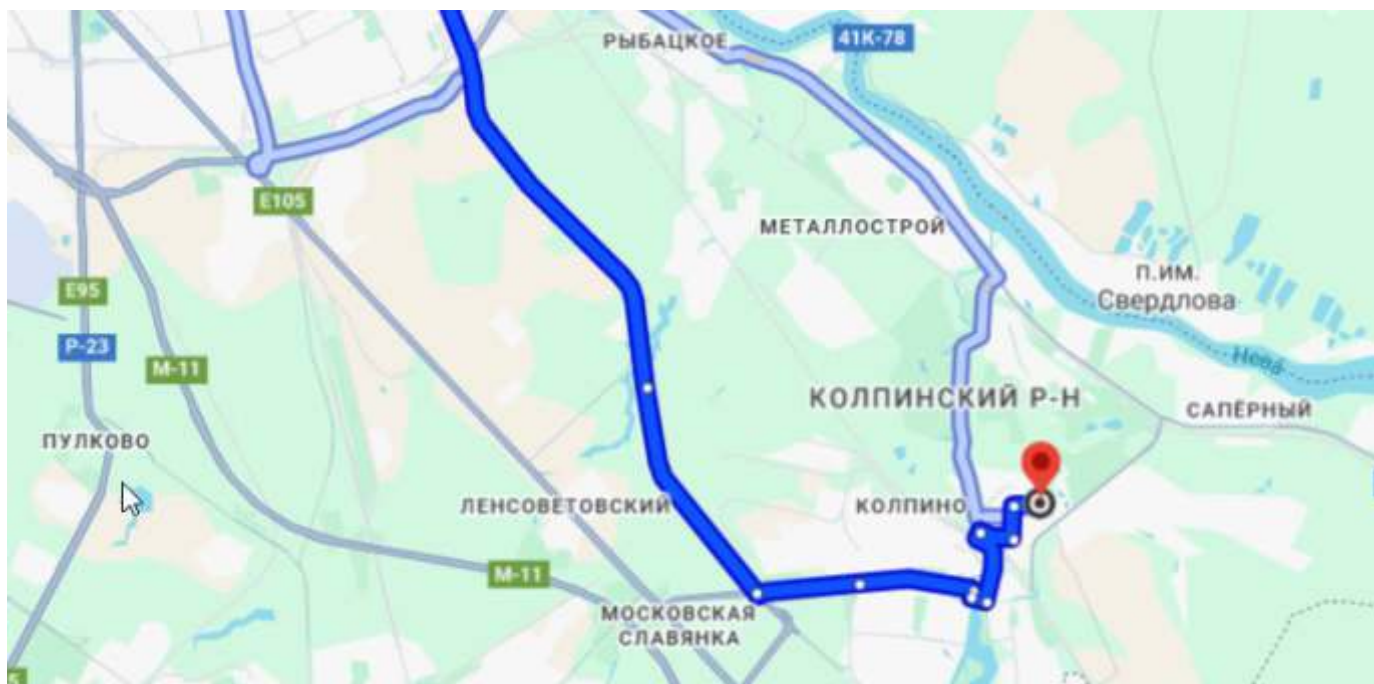 РЫБАЦКОЕ
41К-78
E105
МЕТАЛЛОСТРОЙ
П.ИМ.
Свердлова
E95
Р-23
М-11
Нева
КОЛПИНСКИЙ Р-Н
САПЁРНЫЙ
ПУЛКОВО
ЛЕНСОВЕТОВСКИЙ
КОЛПИНО
М-11
МОСКОВСКАЯ
СЛАВЯНКА